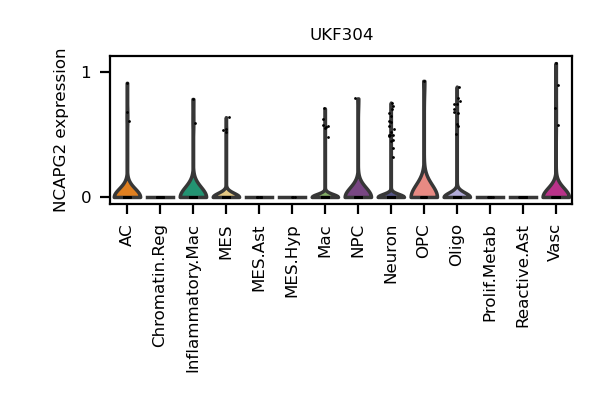 UKF304
NCAPG2 expression
1
0
AC
Chromatin.Reg
Inflammatory.Mac
MES
MES.Ast
MES.Hyp
Mac
NPC
Neuron
OPC
Oligo
Prolif.Metab
Reactive.Ast
Vasc